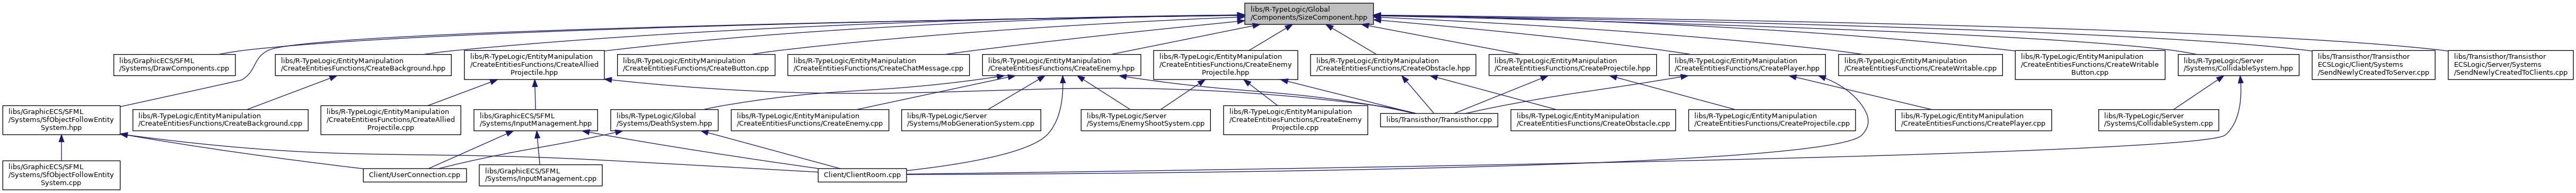 libs/R-TypeLogic/Global
/Components/SizeComponent.hpp
libs/GraphicECS/SFML
/Systems/DrawComponents.cpp
libs/R-TypeLogic/EntityManipulation
/CreateEntitiesFunctions/CreateBackground.hpp
libs/R-TypeLogic/EntityManipulation
/CreateEntitiesFunctions/CreateAllied
Projectile.hpp
libs/R-TypeLogic/EntityManipulation
/CreateEntitiesFunctions/CreateButton.cpp
libs/R-TypeLogic/EntityManipulation
/CreateEntitiesFunctions/CreateChatMessage.cpp
libs/R-TypeLogic/EntityManipulation
/CreateEntitiesFunctions/CreateEnemy.hpp
libs/R-TypeLogic/EntityManipulation
/CreateEntitiesFunctions/CreateEnemy
Projectile.hpp
libs/R-TypeLogic/EntityManipulation
/CreateEntitiesFunctions/CreateObstacle.hpp
libs/R-TypeLogic/EntityManipulation
/CreateEntitiesFunctions/CreateProjectile.hpp
libs/R-TypeLogic/EntityManipulation
/CreateEntitiesFunctions/CreatePlayer.hpp
libs/R-TypeLogic/EntityManipulation
/CreateEntitiesFunctions/CreateWritable.cpp
libs/R-TypeLogic/EntityManipulation
/CreateEntitiesFunctions/CreateWritable
Button.cpp
libs/R-TypeLogic/Server
/Systems/CollidableSystem.hpp
libs/Transisthor/Transisthor
ECSLogic/Client/Systems
/SendNewlyCreatedToServer.cpp
libs/Transisthor/Transisthor
ECSLogic/Server/Systems
/SendNewlyCreatedToClients.cpp
libs/GraphicECS/SFML
/Systems/SfObjectFollowEntity
System.hpp
libs/R-TypeLogic/EntityManipulation
/CreateEntitiesFunctions/CreateBackground.cpp
libs/R-TypeLogic/EntityManipulation
/CreateEntitiesFunctions/CreateAllied
Projectile.cpp
libs/GraphicECS/SFML
/Systems/InputManagement.hpp
libs/R-TypeLogic/Global
/Systems/DeathSystem.hpp
libs/R-TypeLogic/EntityManipulation
/CreateEntitiesFunctions/CreateEnemy.cpp
libs/R-TypeLogic/Server
/Systems/MobGenerationSystem.cpp
libs/R-TypeLogic/Server
/Systems/EnemyShootSystem.cpp
libs/R-TypeLogic/EntityManipulation
/CreateEntitiesFunctions/CreateEnemy
Projectile.cpp
libs/Transisthor/Transisthor.cpp
libs/R-TypeLogic/EntityManipulation
/CreateEntitiesFunctions/CreateObstacle.cpp
libs/R-TypeLogic/EntityManipulation
/CreateEntitiesFunctions/CreateProjectile.cpp
libs/R-TypeLogic/EntityManipulation
/CreateEntitiesFunctions/CreatePlayer.cpp
libs/R-TypeLogic/Server
/Systems/CollidableSystem.cpp
libs/GraphicECS/SFML
/Systems/SfObjectFollowEntity
System.cpp
Client/UserConnection.cpp
libs/GraphicECS/SFML
/Systems/InputManagement.cpp
Client/ClientRoom.cpp